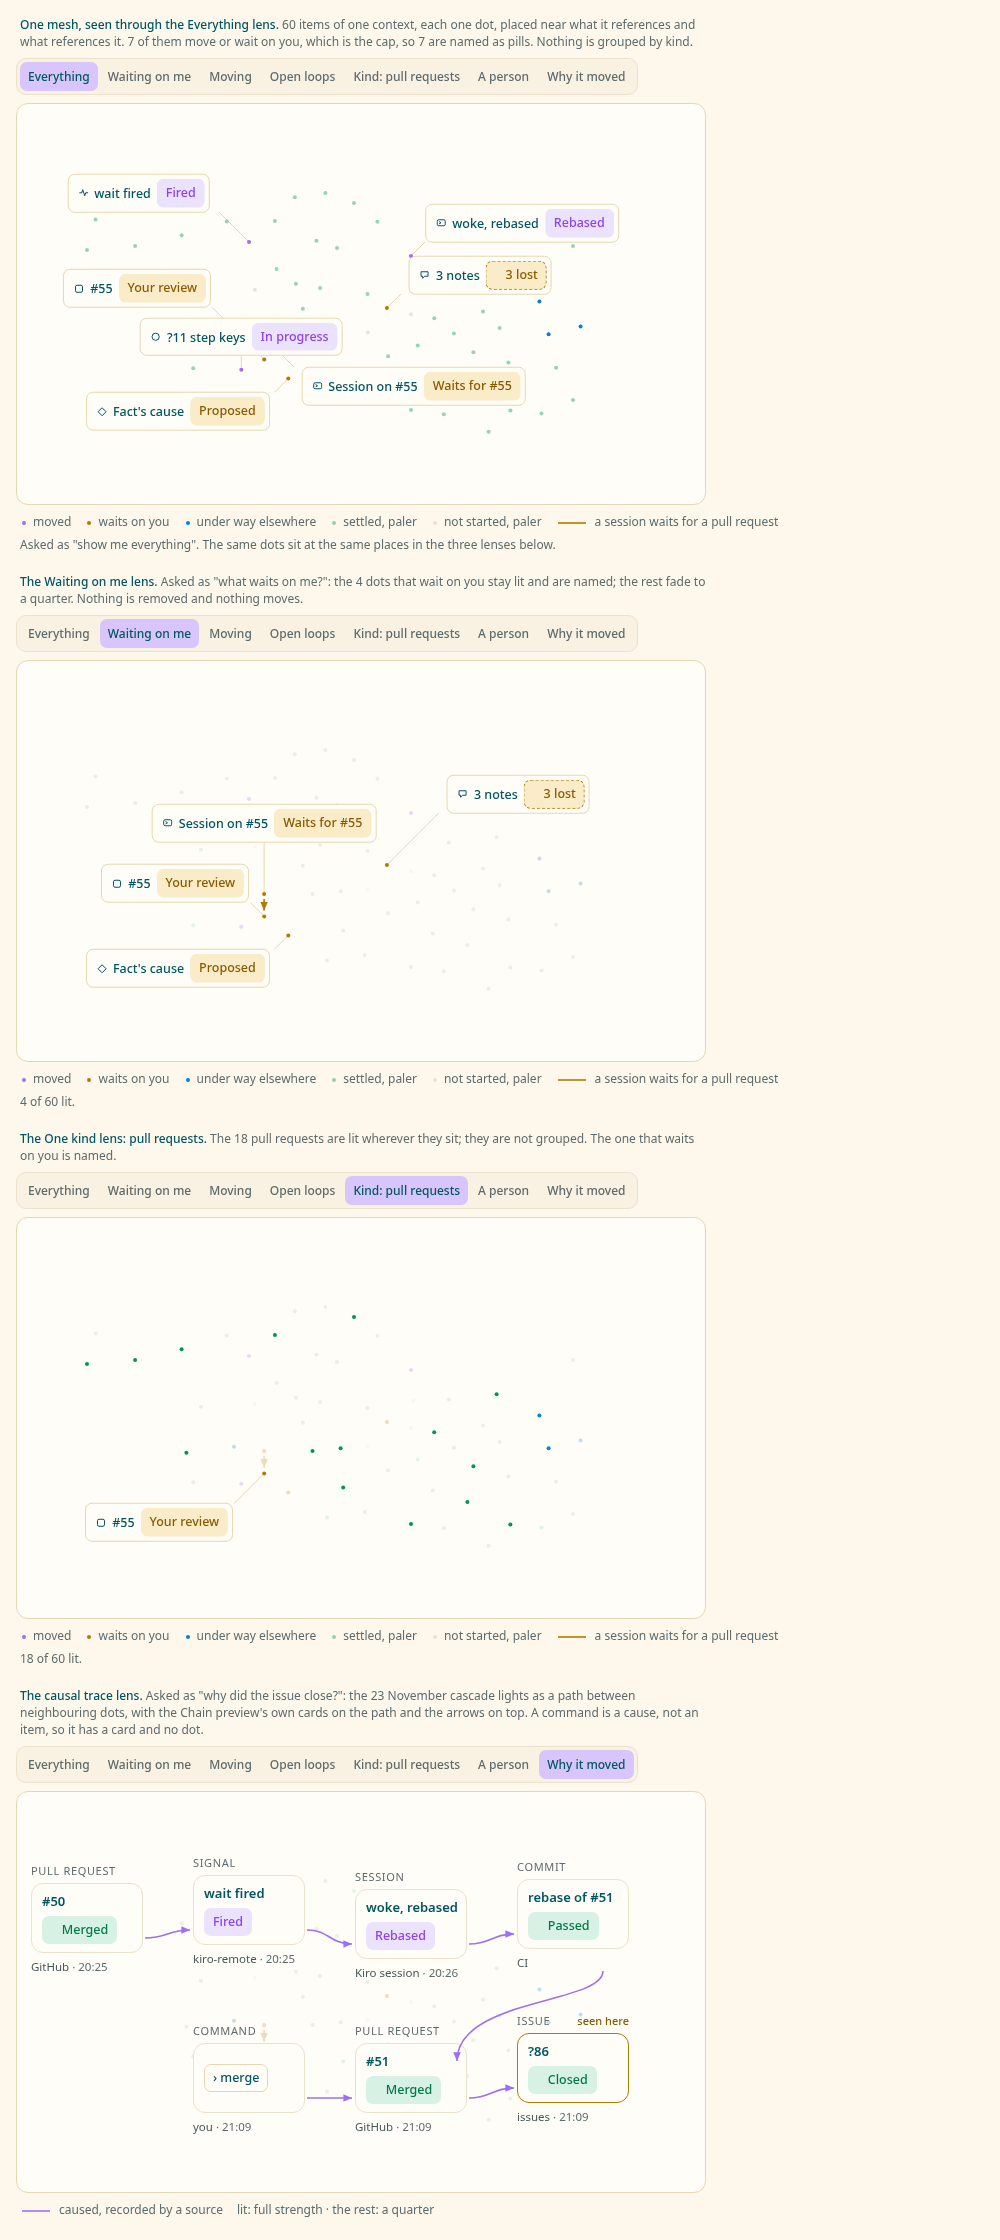 One mesh, seen through the Everything lens. 60 items of one context, each one dot, placed near what it references and
what references it. 7 of them move or wait on you, which is the cap, so 7 are named as pills. Nothing is grouped by kind.
Everything Waiting on me Moving Open loops Kind: pull requests A person Why it moved
wait fired Fired
woke, rebased Rebased
3 notes 3 lost
#55 Your review
?11 step keys In progress
Session on #55 Waits for #55
Fact's cause Proposed
moved waits on you under way elsewhere settled, paler not started, paler a session waits for a pull request
Asked as "show me everything". The same dots sit at the same places in the three lenses below.
The Waiting on me lens. Asked as "what waits on me?": the 4 dots that wait on you stay lit and are named; the rest fade to
a quarter. Nothing is removed and nothing moves.
Everything Waiting on me Moving Open loops Kind: pull requests A person Why it moved
3 notes 3 lost
Session on #55 Waits for #55
#55 Your review
Fact's cause Proposed
moved waits on you under way elsewhere settled, paler not started, paler a session waits for a pull request
4 of 60 lit.
The One kind lens: pull requests. The 18 pull requests are lit wherever they sit; they are not grouped. The one that waits
on you is named.
Everything Waiting on me Moving Open loops Kind: pull requests A person Why it moved
#55 Your review
moved waits on you under way elsewhere settled, paler not started, paler a session waits for a pull request
18 of 60 lit.
The causal trace lens. Asked as "why did the issue close?": the 23 November cascade lights as a path between
neighbouring dots, with the Chain preview's own cards on the path and the arrows on top. A command is a cause, not an
item, so it has a card and no dot.
Everything Waiting on me Moving Open loops Kind: pull requests A person Why it moved
PULL REQUEST
#50
Merged
GitHub · 20:25
SIGNAL
wait fired
Fired
kiro-remote · 20:25
SESSION
woke, rebased
Rebased
Kiro session · 20:26
COMMIT
rebase of #51
Passed
CI
COMMAND
› merge
you · 21:09
PULL REQUEST
#51
Merged
GitHub · 21:09
ISSUE seen here
?86
Closed
issues · 21:09
caused, recorded by a source lit: full strength · the rest: a quarter